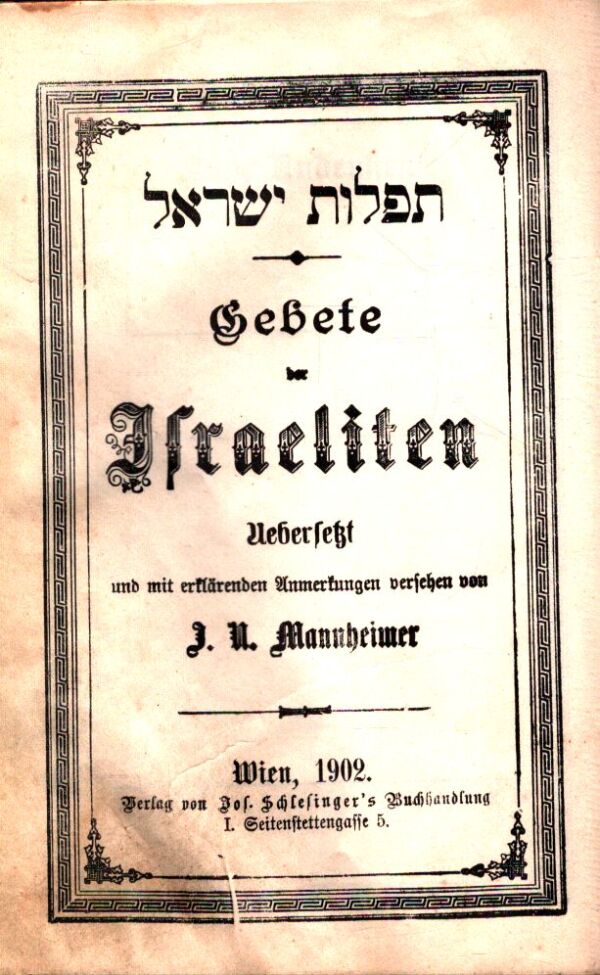 תפלות ישראל
Gebete
der
Iſraeliten
Ueberſetzt
und mit erklärenden Anmerkungen verſehen von
J. N. Mannheimer
Wien, 1902.
Verlag von Joſ. Schleſinger's Buchhandlung
I. Seitenſtettengaſſe 5.